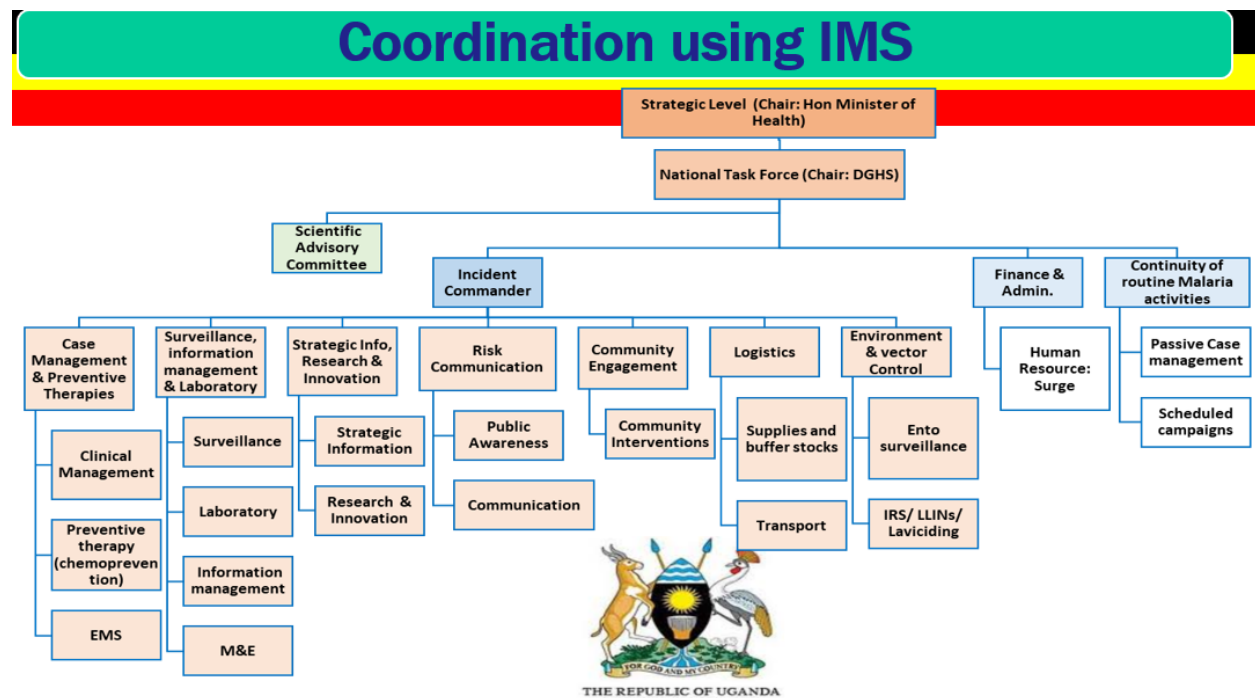 Coordination using IMS
Strategic Level (Chair: Hon Minister of
Health)
National Task Force (Chair: DGHS)
Scientific
Advisory
Committee
Incident
Commander
Finance &
Admin.
Continuity of
routine Malaria
activities
Case
Management
& Preventive
Therapies
Surveillance,
information
management
& Laboratory
Strategic Info,
Research &
Innovation
Risk
Communication
Community
Engagement
Logistics
Environment
& vector
Control
Human
Resource:
Surge
Passive Case
management
Scheduled
campaigns
Clinical
Management
Preventive
therapy
(chemopreven
tion)
EMS
Surveillance
Laboratory
Information
management
M&E
Strategic
Information
Research &
Innovation
Public
Awareness
Communication
Community
Interventions
Supplies and
buffer stocks
Transport
Ento
surveillance
IRS/ LLINs/
Laviciding
FOR GOD AND MY COUNTRY
THE REPUBLIC OF UGANDA